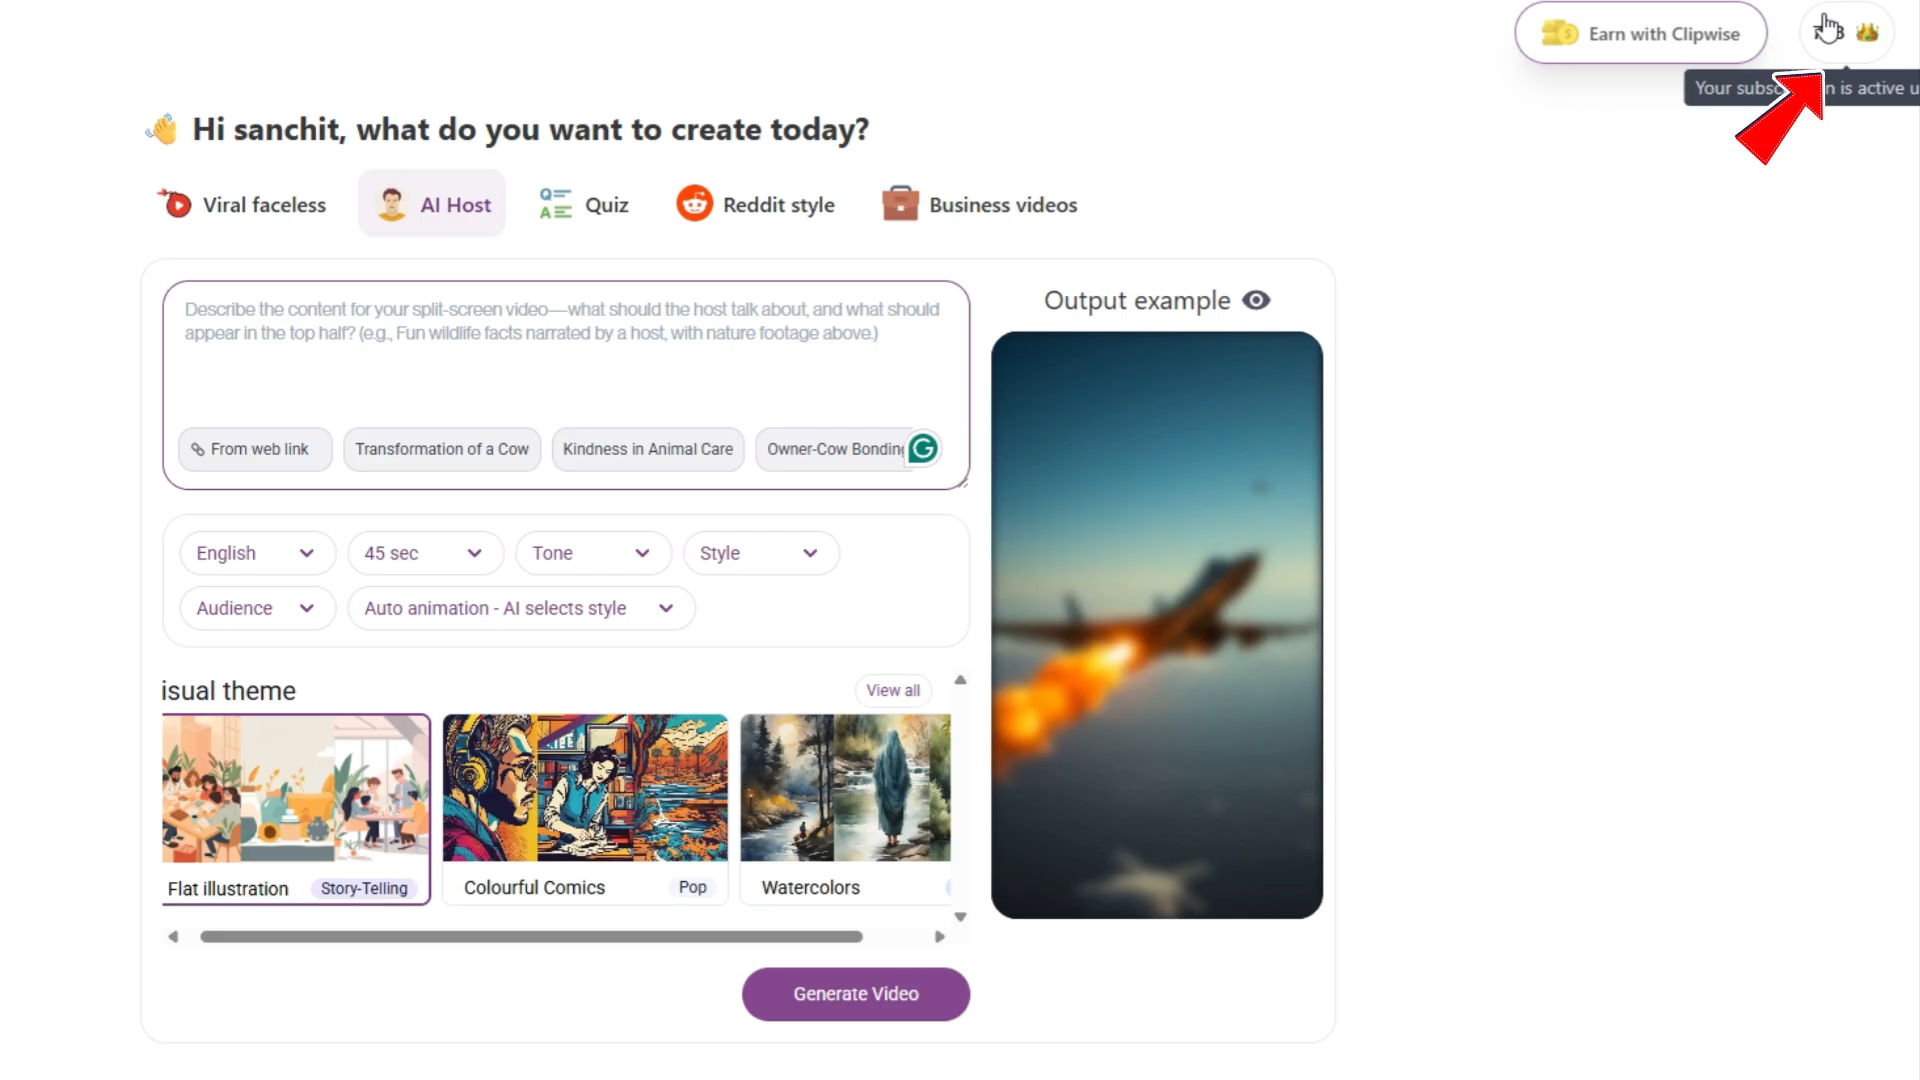 Earn with Clipwise
Your subsc n is active u
Hi sanchit, what do you want to create today?
Viral faceless
AI Host
Quiz
Reddit style
Business videos
Describe the content for your split-screen video—what should the host talk about, and what should
appear in the top half? (e.g., Fun wildlife facts narrated by a host, with nature footage above.)
From web link
Transformation of a Cow
Kindness in Animal Care
Owner-Cow Bonding
Output example
English
45 sec
Tone
Style
Audience
Auto animation - AI selects style
isual theme
View all
Flat illustration
Story-Telling
Colourful Comics
Pop
Watercolors
Generate Video